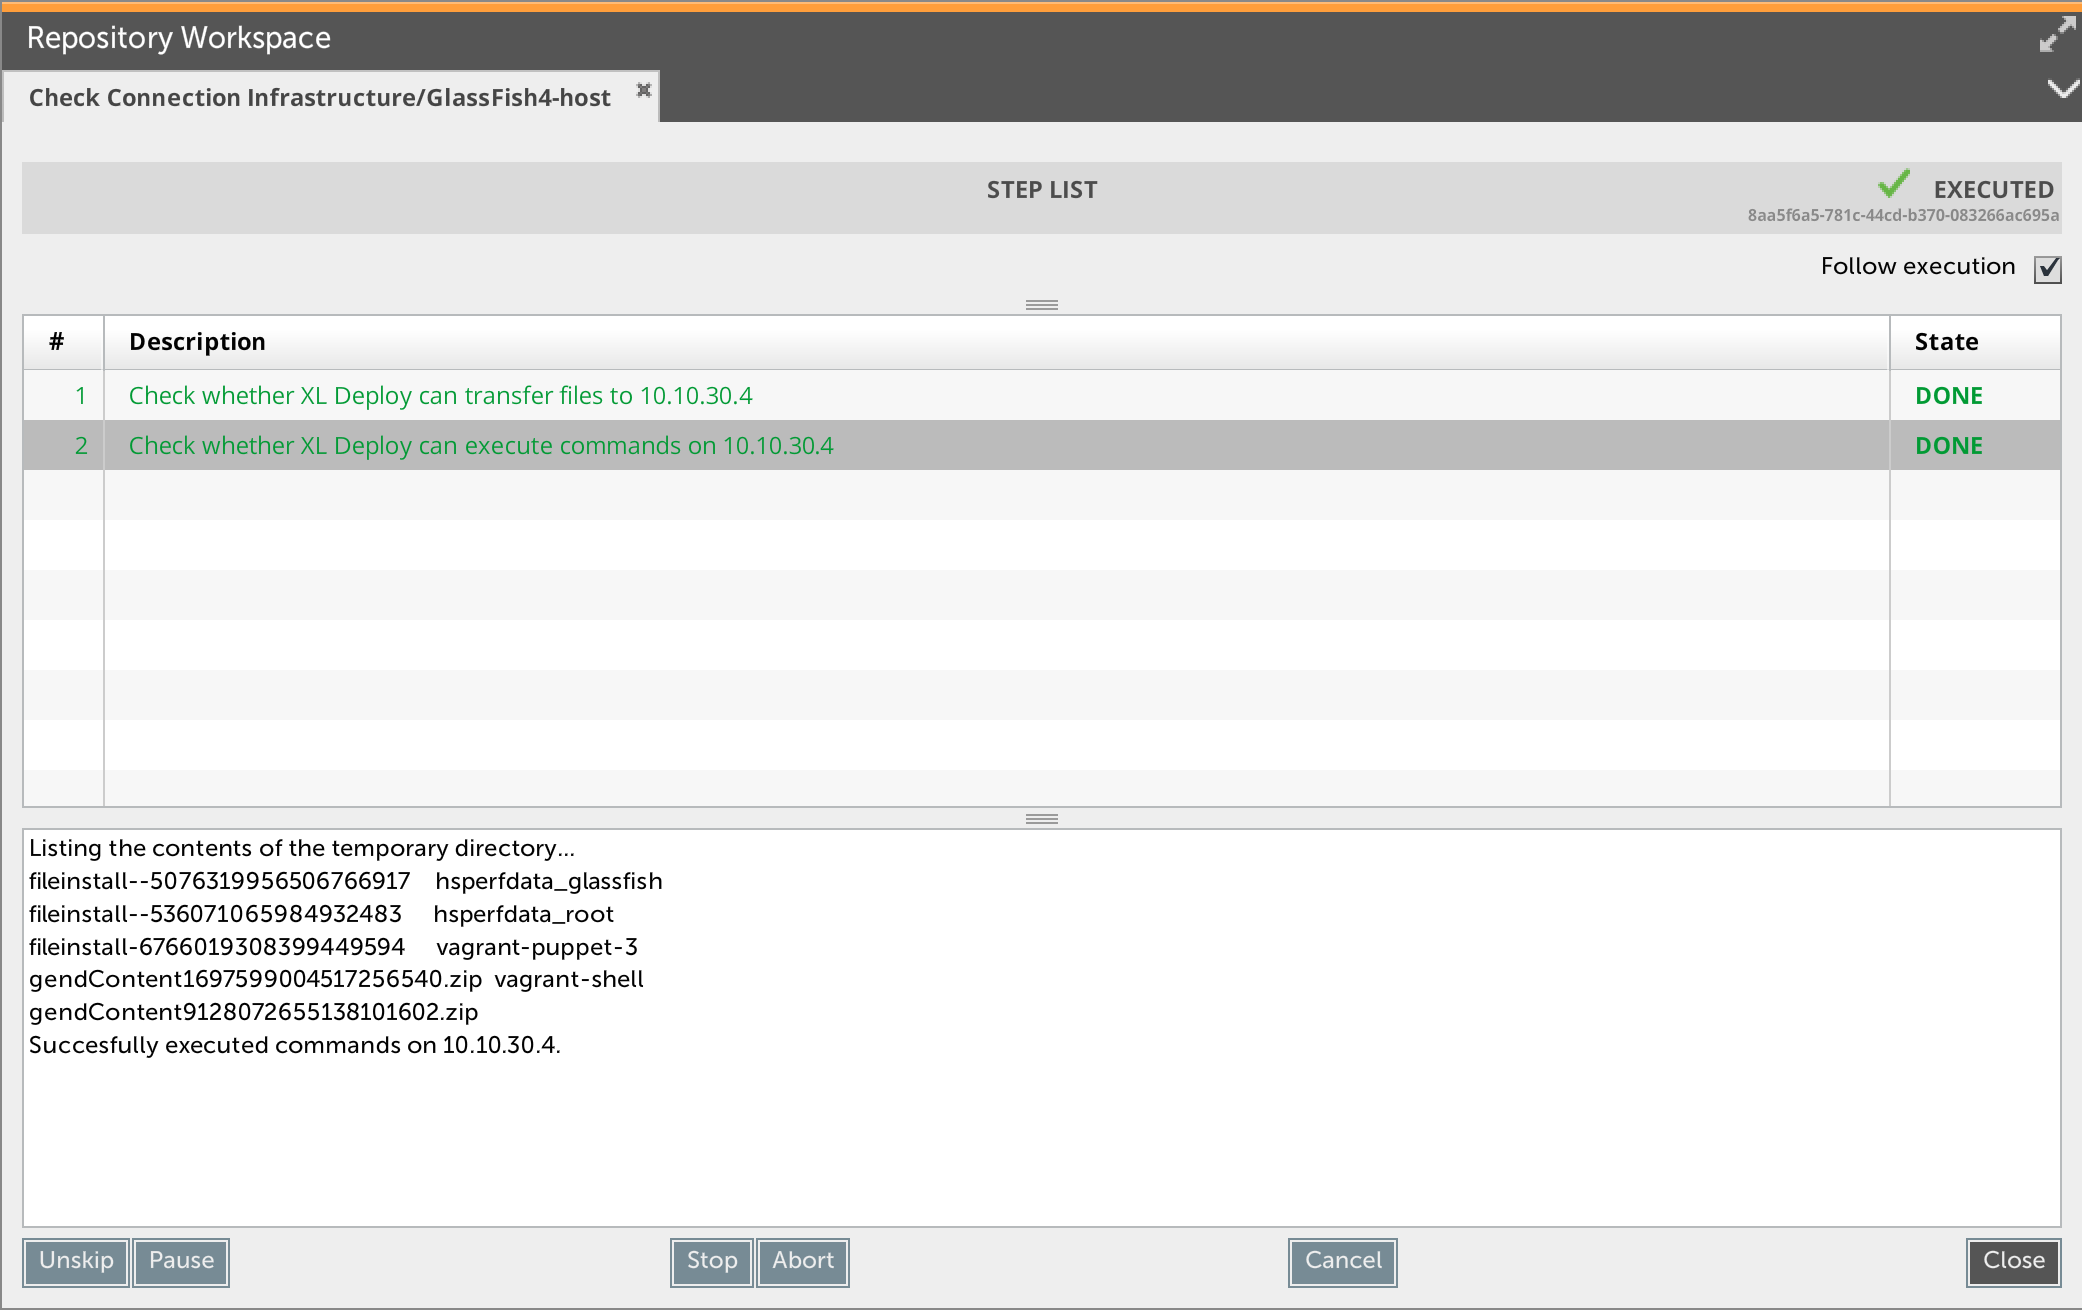 Repository Workspace
Check Connection Infrastructure/GlassFish4-host
STEP LIST
EXECUTED
8aa5f6a5-781c-44cd-b370-083266ac695a
Follow execution
# Description State
1 Check whether XL Deploy can transfer files to 10.10.30.4 DONE
2 Check whether XL Deploy can execute commands on 10.10.30.4 DONE
Listing the contents of the temporary directory...
fileinstall--5076319956506766917 hsperfdata_glassfish
fileinstall--536071065984932483 hsperfdata_root
fileinstall-6766019308399449594 vagrant-puppet-3
gendContent1697599004517256540.zip vagrant-shell
gendContent9128072655138101602.zip
Succesfully executed commands on 10.10.30.4.
Unskip Pause Stop Abort Cancel Close